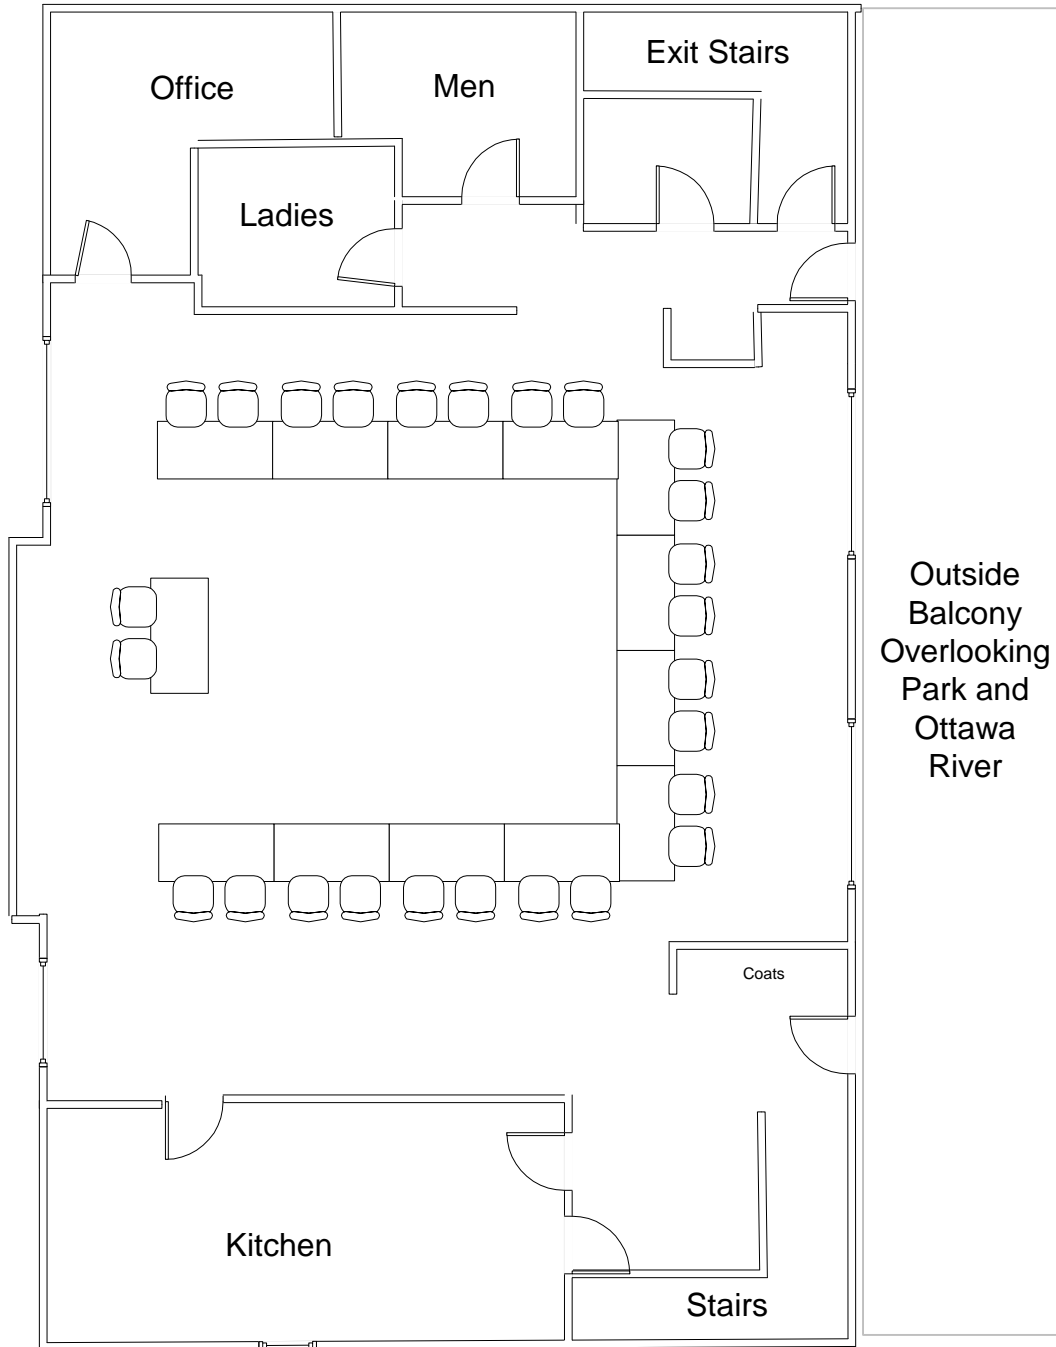 Office
Men
Exit Stairs
Ladies
Outside
Balcony
Overlooking
Park and
Ottawa
River
Coats
Kitchen
Stairs